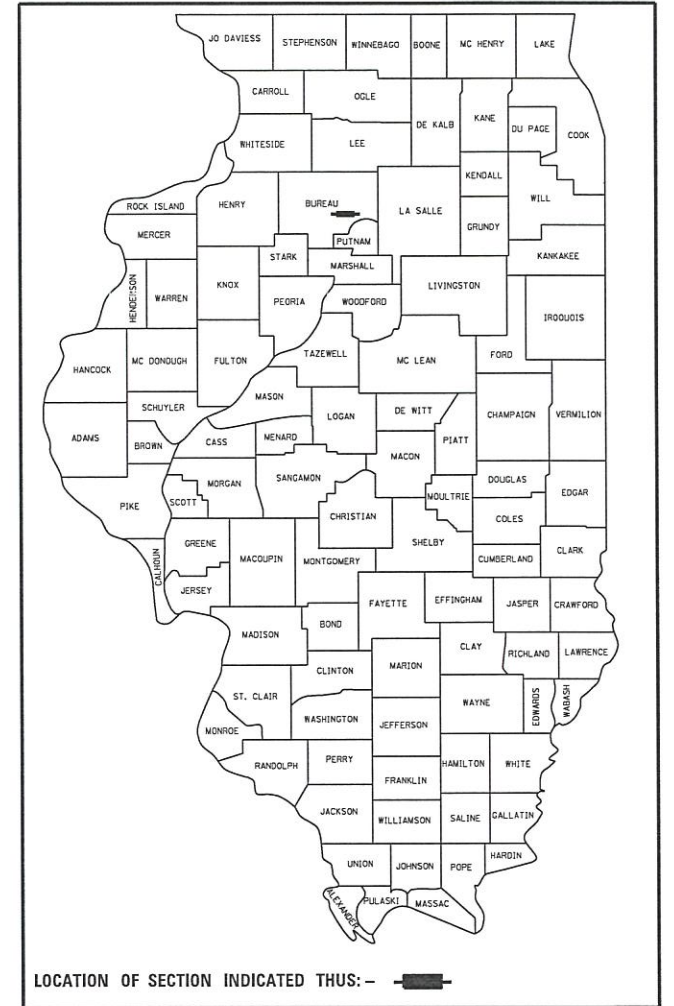 JO DAVIESS
STEPHENSON
WINNEBAGO
BOONE
MC HENRY
LAKE
CARROLL
OGLE
DE KALB
KANE
DU PAGE
COOK
WHITESIDE
LEE
KENDALL
WILL
ROCK ISLAND
HENRY
BUREAU
LA SALLE
GRUNDY
MERCER
PUTNAM
STARK
MARSHALL
KANKAKEE
HENDERSON
WARREN
KNOX
PEORIA
WOODFORD
LIVINGSTON
IROQUOIS
HANCOCK
MC DONOUGH
FULTON
TAZEWELL
MC LEAN
FORD
SCHUYLER
MASON
LOGAN
DE WITT
CHAMPAIGN
VERMILION
ADAMS
BROWN
CASS
MENARD
PIATT
MACON
MORGAN
SANGAMON
DOUGLAS
EDGAR
PIKE
SCOTT
CHRISTIAN
MOULTRIE
COLES
GREENE
MACOUPIN
MONTGOMERY
SHELBY
CUMBERLAND
CLARK
CALHOUN
JERSEY
FAYETTE
EFFINGHAM
JASPER
CRAWFORD
MADISON
BOND
CLAY
RICHLAND
LAWRENCE
CLINTON
MARION
ST. CLAIR
WAYNE
EDWARDS
WABASH
MONROE
WASHINGTON
JEFFERSON
RANDOLPH
PERRY
HAMILTON
WHITE
FRANKLIN
JACKSON
WILLIAMSON
SALINE
GALLATIN
UNION
JOHNSON
POPE
HARDIN
ALEXANDER
PULASKI
MASSAC
LOCATION OF SECTION INDICATED THUS: -